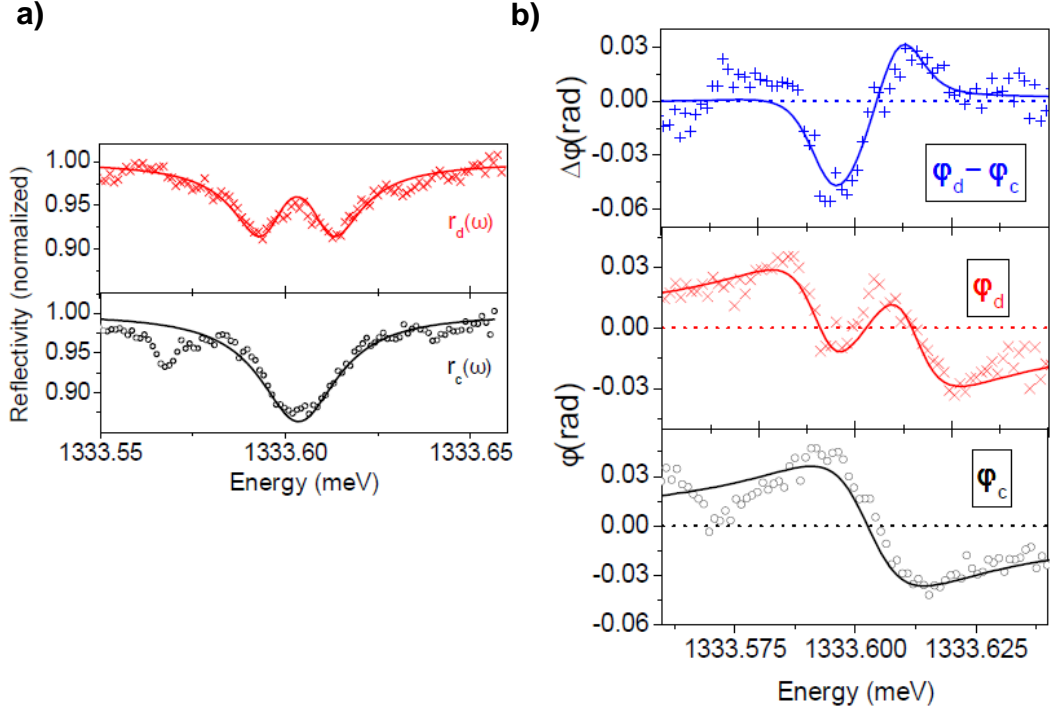 a)
1.00
0.95
0.90
r_d(ω)
1.00
0.95
0.90
r_c(ω)
Reflectivity (normalized)
1333.55 1333.60 1333.65
Energy (meV)
b)
0.03
0.00
-0.03
-0.06
Δφ(rad)
φ_d − φ_c
0.03
0.00
-0.03
φ_d
0.03
0.00
-0.03
-0.06
φ(rad)
φ_c
1333.575 1333.600 1333.625
Energy (meV)